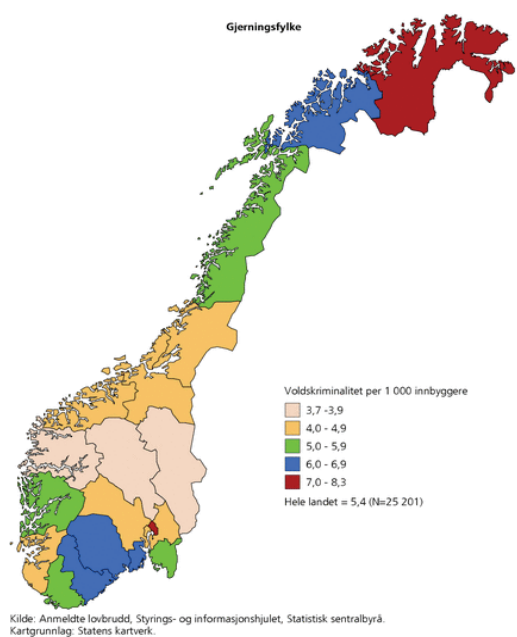 Gjerningsfylke
Voldskriminalitet per 1 000 innbyggere
3,7 -3,9
4,0 - 4,9
5,0 - 5,9
6,0 - 6,9
7,0 - 8,3
Hele landet = 5,4 (N=25 201)
Kilde: Anmeldte lovbrudd, Styrings- og informasjonshjulet, Statistisk sentralbyrå.
Kartgrunnlag: Statens kartverk.